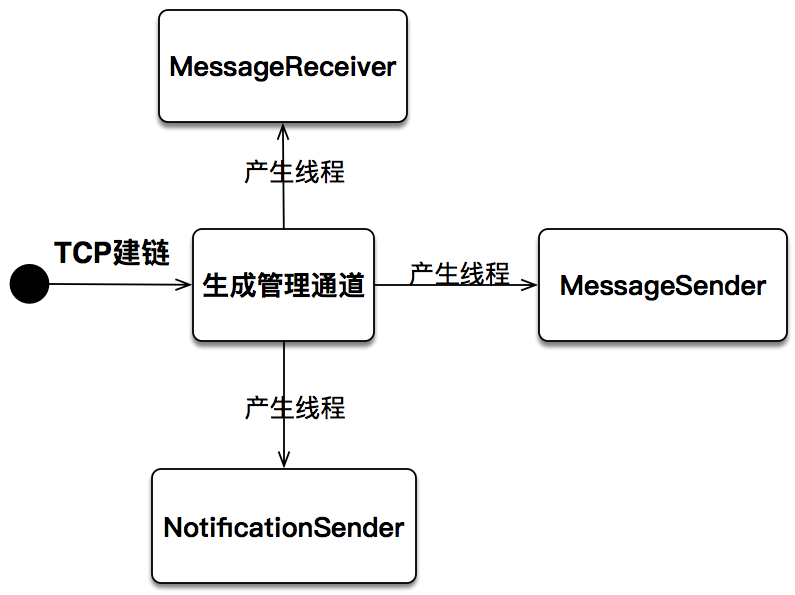 MessageReceiver
产生线程
TCP建链
生成管理通道
产生线程
MessageSender
产生线程
NotificationSender